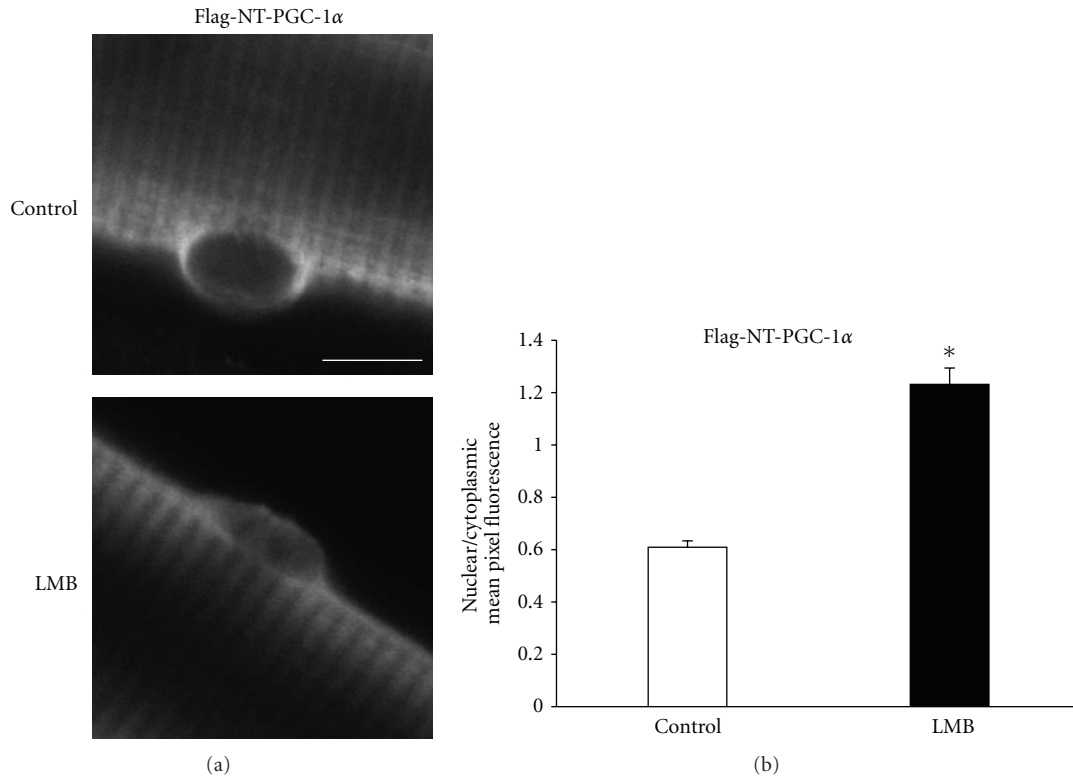 Flag-NT-PGC-1α
Control
LMB
(a)
Flag-NT-PGC-1α
1.4
1.2
1
0.8
0.6
0.4
0.2
0
Nuclear/cytoplasmic
mean pixel fluorescence
*
Control
LMB
(b)